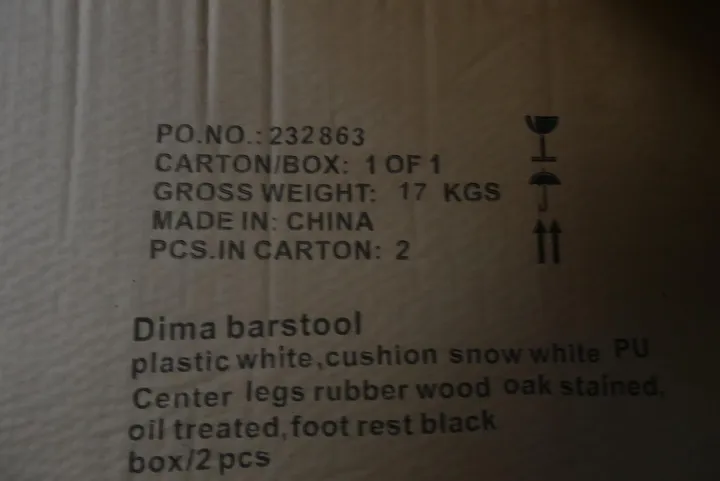 PO.NO.: 232863
CARTON/BOX: 1 OF 1
GROSS WEIGHT: 17 KGS
MADE IN: CHINA
PCS.IN CARTON: 2
Dima barstool
plastic white,cushion snow white PU
Center legs rubber wood oak stained,
oil treated,foot rest black
box/2 pcs